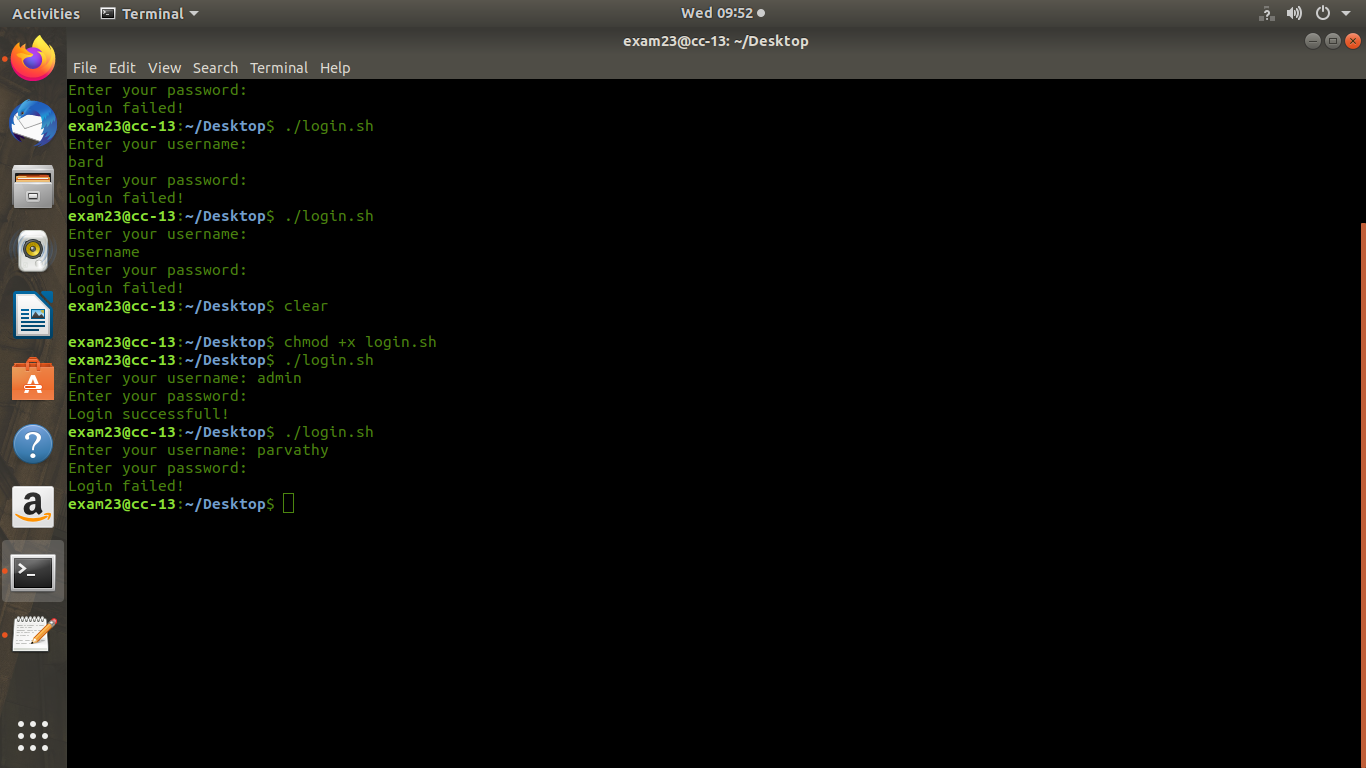 Activities Terminal Wed 09:52
exam23@cc-13: ~/Desktop
File Edit View Search Terminal Help
Enter your password:
Login failed!
exam23@cc-13:~/Desktop$ ./login.sh
Enter your username:
bard
Enter your password:
Login failed!
exam23@cc-13:~/Desktop$ ./login.sh
Enter your username:
username
Enter your password:
Login failed!
exam23@cc-13:~/Desktop$ clear
exam23@cc-13:~/Desktop$ chmod +x login.sh
exam23@cc-13:~/Desktop$ ./login.sh
Enter your username: admin
Enter your password:
Login successfull!
exam23@cc-13:~/Desktop$ ./login.sh
Enter your username: parvathy
Enter your password:
Login failed!
exam23@cc-13:~/Desktop$